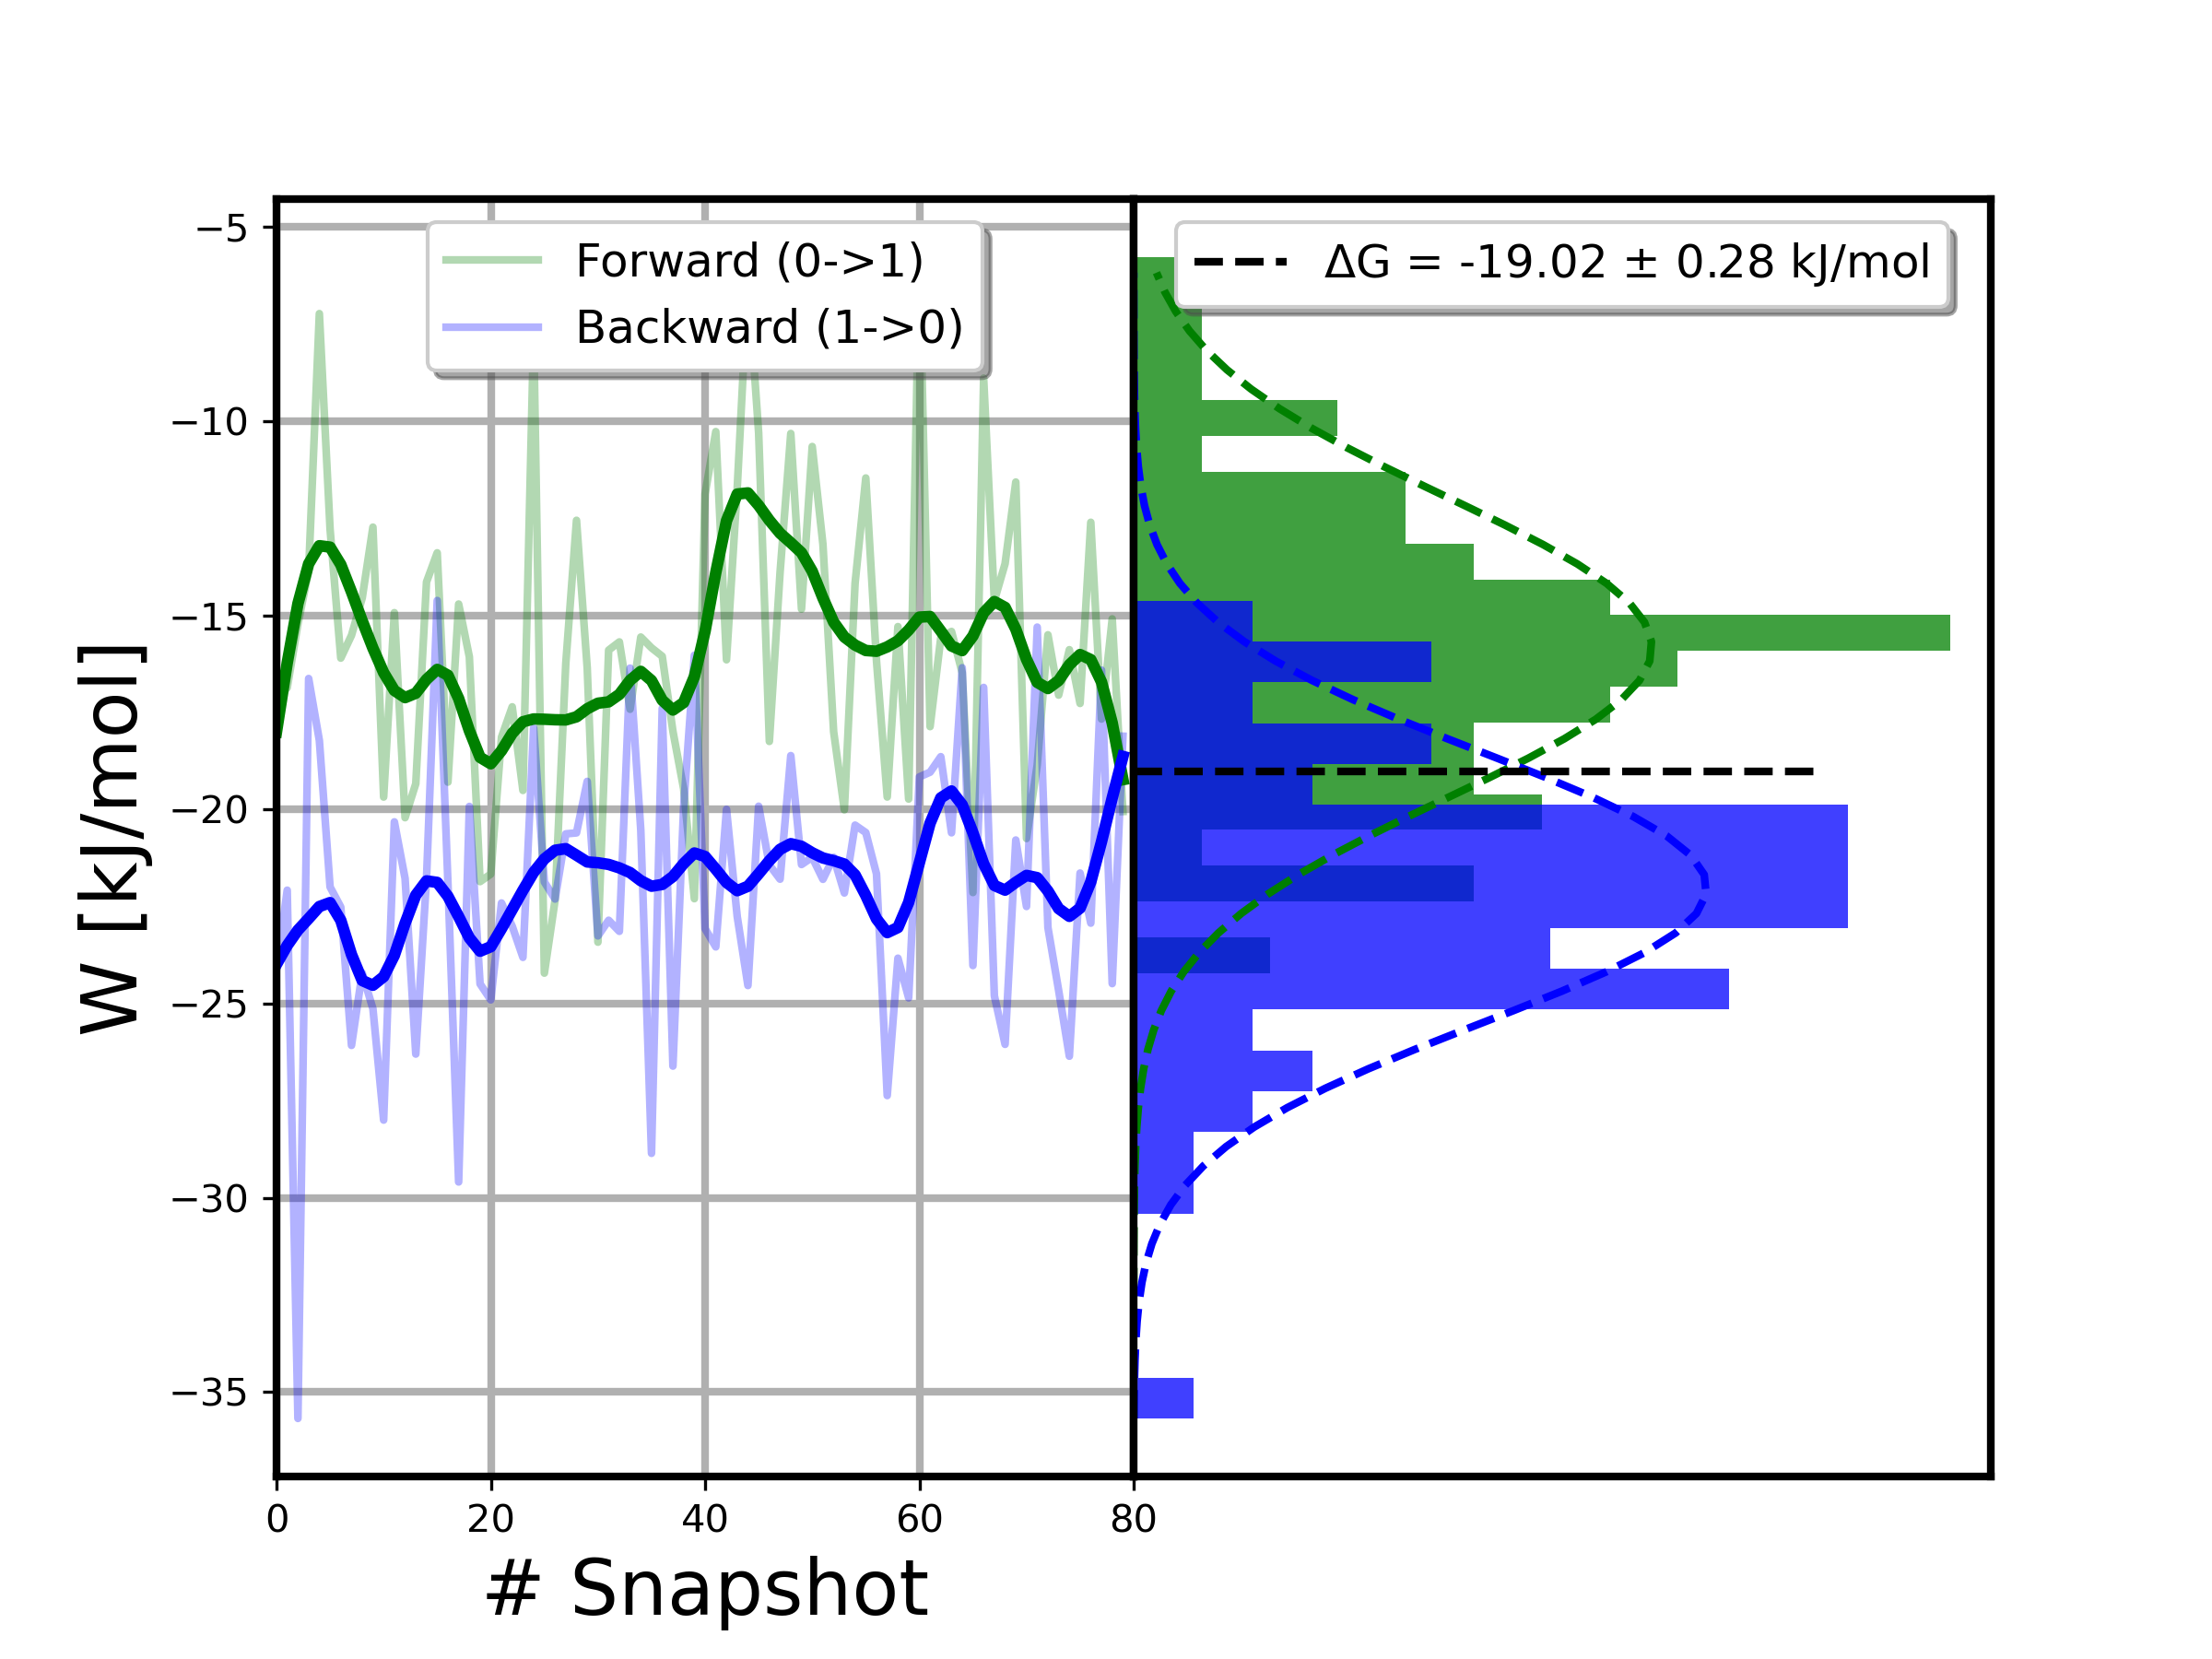 Forward (0->1)
Backward (1->0)
ΔG = -19.02 ± 0.28 kJ/mol
W [kJ/mol]
−5
−10
−15
−20
−25
−30
−35
0 20 40 60 80
# Snapshot